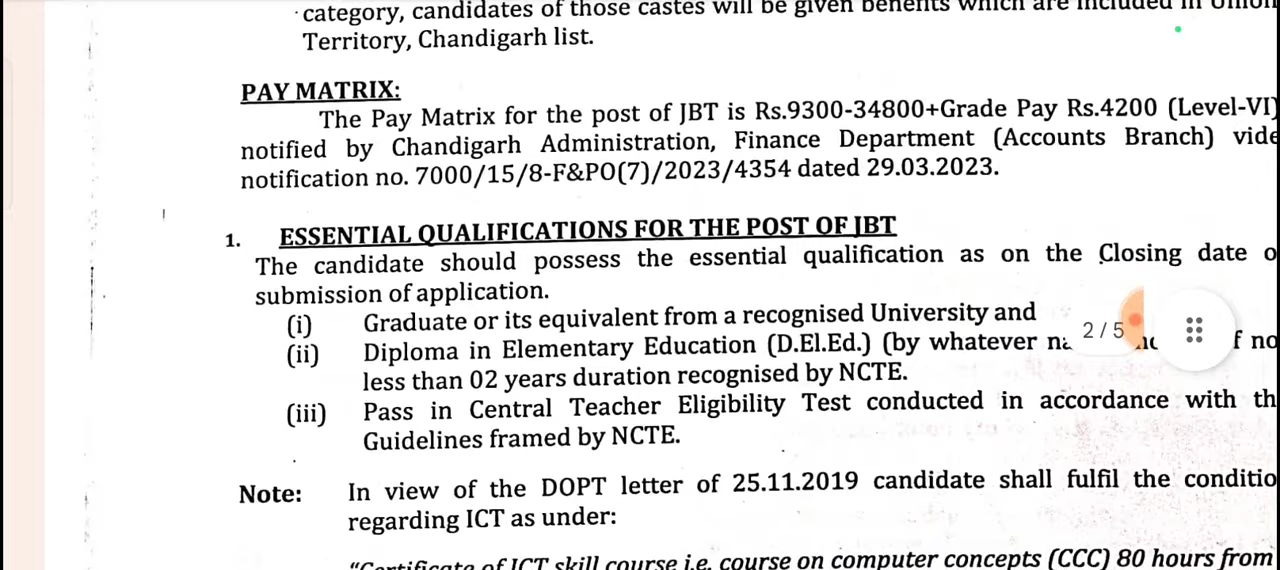 category, candidates of those castes will be given benefits which are included in Union
Territory, Chandigarh list.
PAY MATRIX:
The Pay Matrix for the post of JBT is Rs.9300-34800+Grade Pay Rs.4200 (Level-VI)
notified by Chandigarh Administration, Finance Department (Accounts Branch) vide
notification no. 7000/15/8-F&PO(7)/2023/4354 dated 29.03.2023.
1. ESSENTIAL QUALIFICATIONS FOR THE POST OF JBT
The candidate should possess the essential qualification as on the Closing date o
submission of application.
(i) Graduate or its equivalent from a recognised University and
(ii) Diploma in Elementary Education (D.El.Ed.) (by whatever 2/5 no
less than 02 years duration recognised by NCTE.
(iii) Pass in Central Teacher Eligibility Test conducted in accordance with th
Guidelines framed by NCTE.
Note: In view of the DOPT letter of 25.11.2019 candidate shall fulfil the conditio
regarding ICT as under:
"Certificate of ICT skill course i.e. course on computer concepts (CCC) 80 hours from